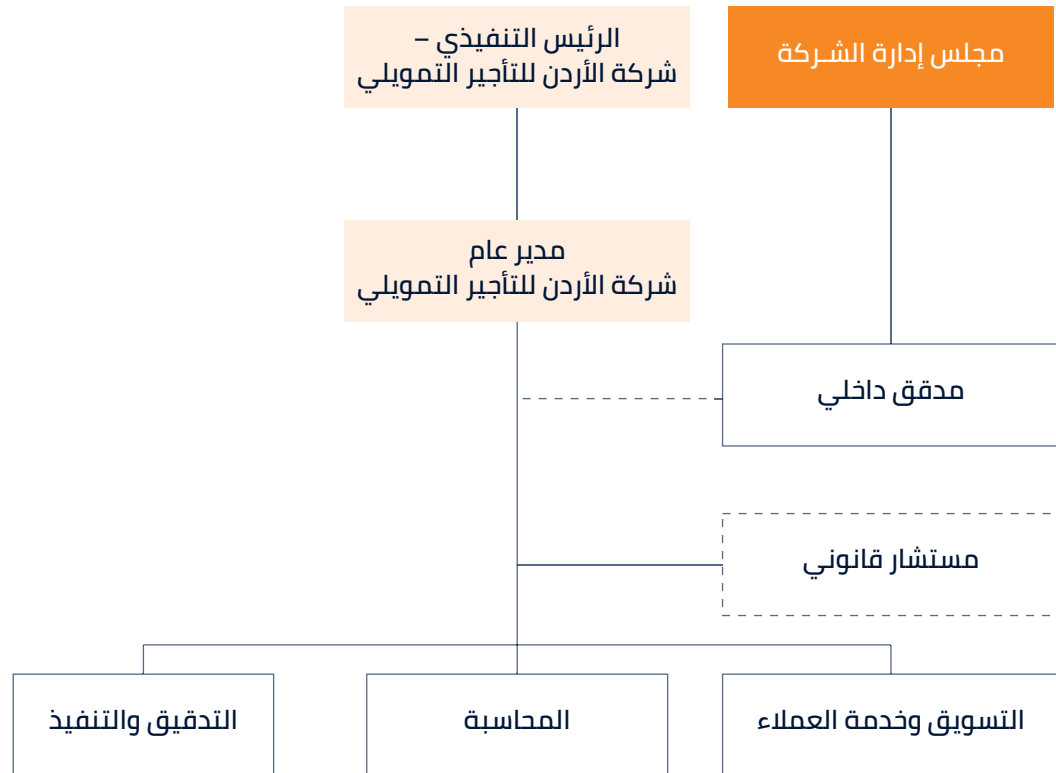 مجلس إدارة الشركة
الرئيس التنفيذي –
شركة الأردن للتأجير التمويلي
مدير عام
شركة الأردن للتأجير التمويلي
مدقق داخلي
مستشار قانوني
التسويق وخدمة العملاء
المحاسبة
التدقيق والتنفيذ